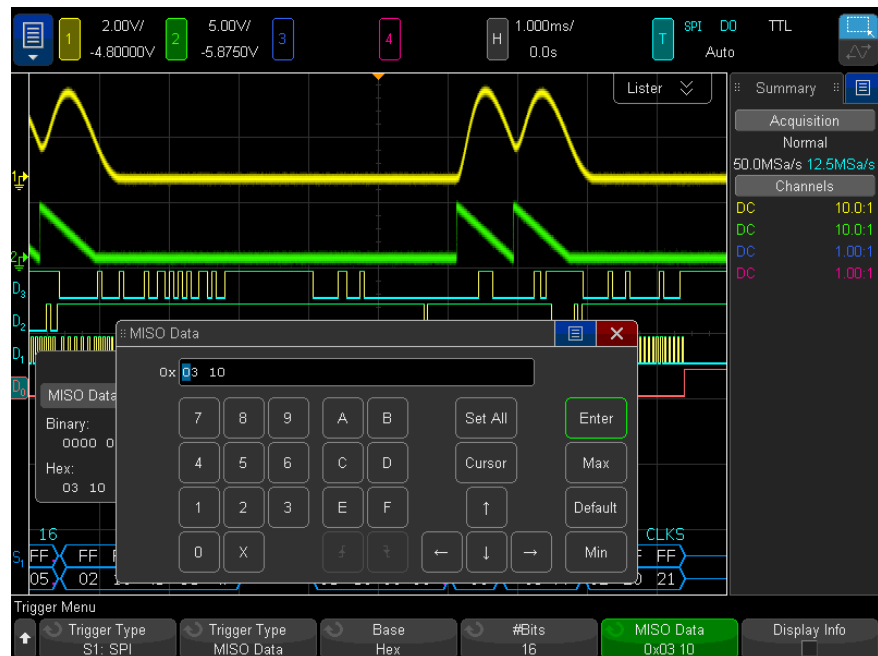 1 2.00V/ -4.80000V
2 5.00V/ -5.8750V
3
4
H 1.000ms/ 0.0s
T SPI D0 TTL
Auto
Lister
Summary
Acquisition
Normal
50.0MSa/s 12.5MSa/s
Channels
DC 10.0:1
DC 10.0:1
DC 1.00:1
DC 1.00:1
1
2
D3
D2
D1
D0
MISO Data
0x 03 10
7 8 9 A B Set All Enter
4 5 6 C D Cursor Max
1 2 3 E F ↑ Default
0 X ← ↓ → Min
MISO Data
Binary:
0000 0
Hex:
03 10
16 CLKS
S1 FF FF FF
05 02 21
Trigger Menu
Trigger Type Trigger Type Base #Bits MISO Data Display Info
S1: SPI MISO Data Hex 16 0x03 10